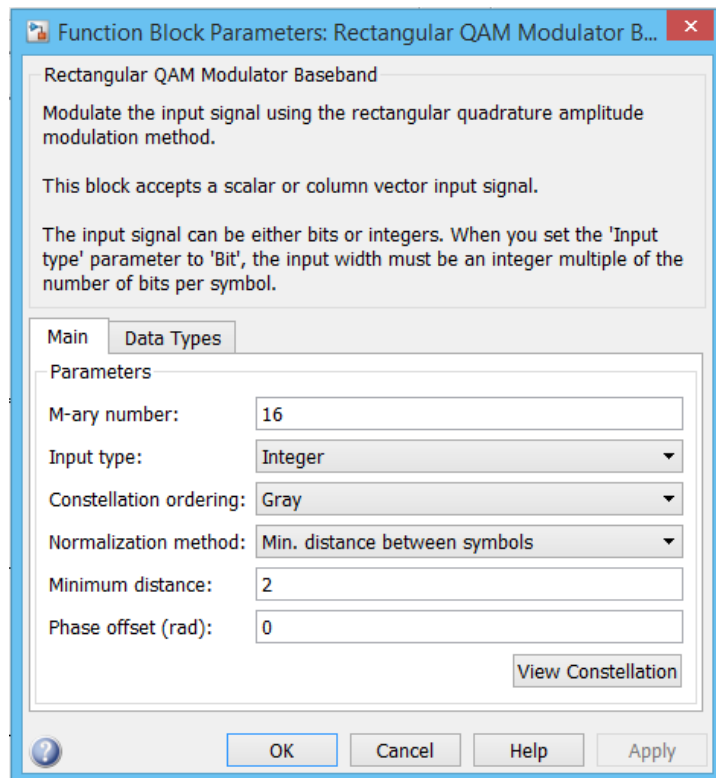 Function Block Parameters: Rectangular QAM Modulator B...
Rectangular QAM Modulator Baseband
Modulate the input signal using the rectangular quadrature amplitude
modulation method.
This block accepts a scalar or column vector input signal.
The input signal can be either bits or integers. When you set the 'Input
type' parameter to 'Bit', the input width must be an integer multiple of the
number of bits per symbol.
Main Data Types
Parameters
M-ary number: 16
Input type: Integer
Constellation ordering: Gray
Normalization method: Min. distance between symbols
Minimum distance: 2
Phase offset (rad): 0
View Constellation
OK Cancel Help Apply